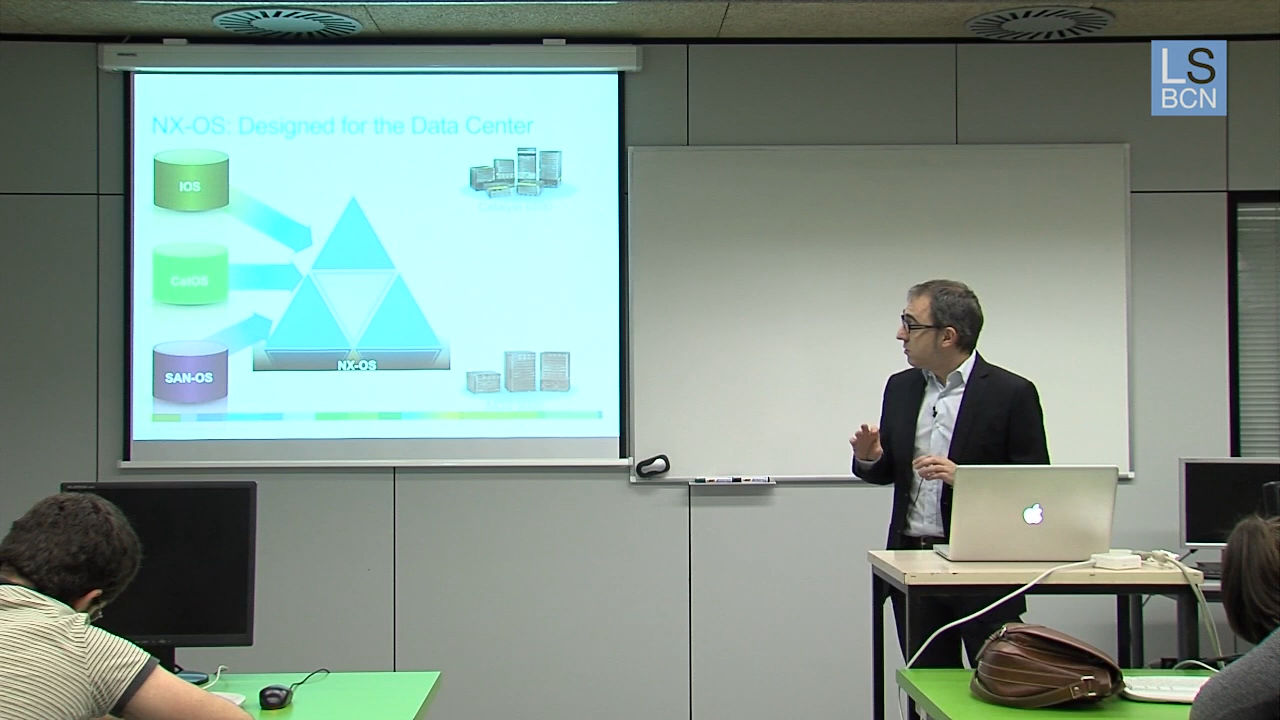 LS
BCN
NX-OS: Designed for the Data Center
IOS
CatOS
SAN-OS
NX-OS